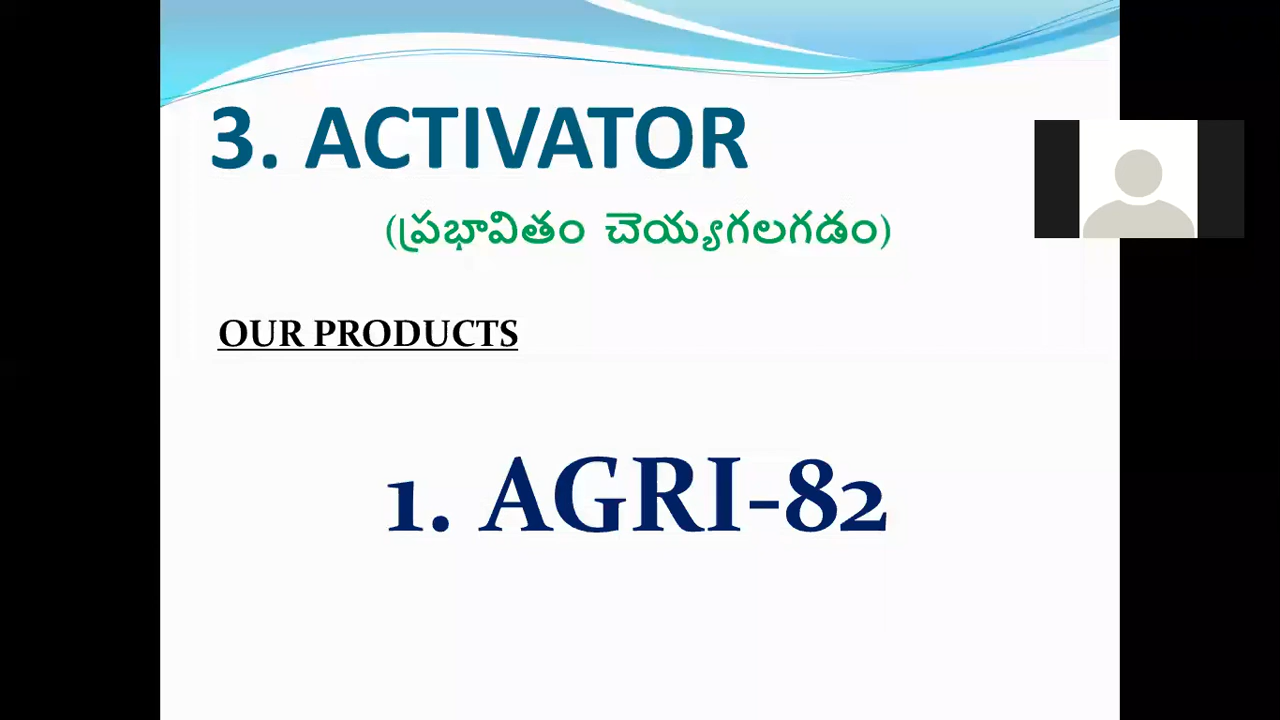 3. ACTIVATOR
(ప్రభావితం చెయ్యగలగడం)
OUR PRODUCTS
1. AGRI-82